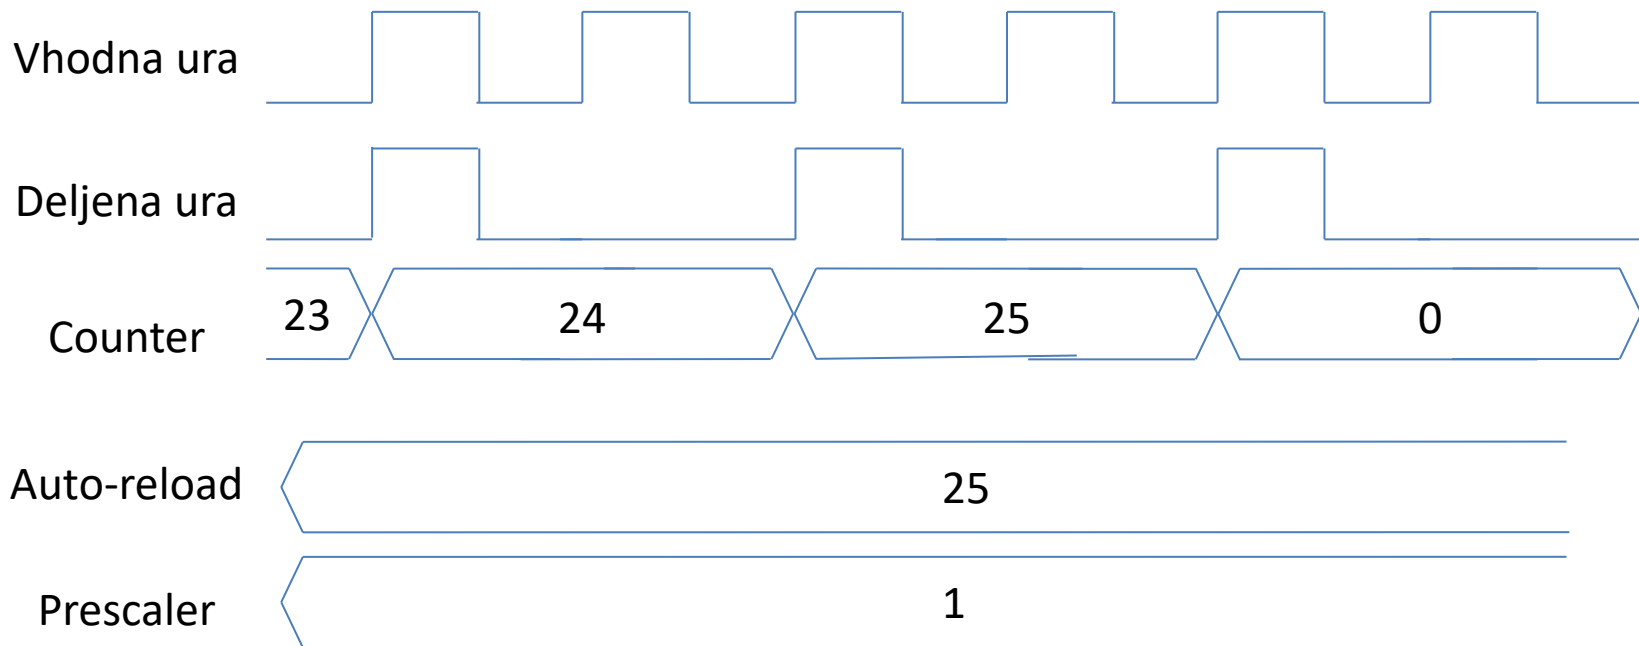 Vhodna ura
Deljena ura
Counter
23 24 25 0
Auto-reload
25
Prescaler
1